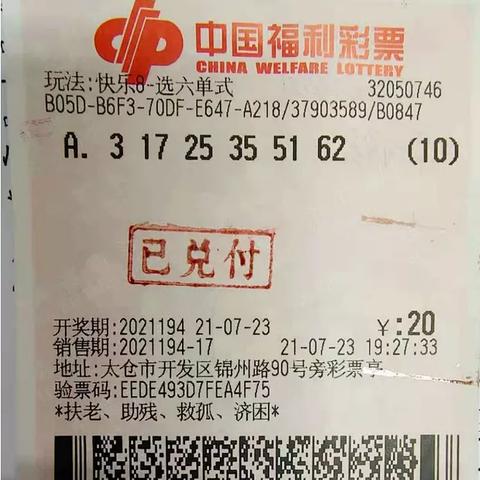 中国福利彩票
CHINA WELFARE LOTTERY
玩法:快乐8-选六单式 32050746
B05D-B6F3-70DF-E647-A218/37903589/B0847
A. 3 17 25 35 51 62 (10)
已兑付
开奖期:2021194 21-07-23 ￥:20
销售期:2021194-17 21-07-23 19:27:33
地址:太仓市开发区锦州路90号旁彩票亭
验票码:EEDE493D7FEA4F75
*扶老、助残、救孤、济困*